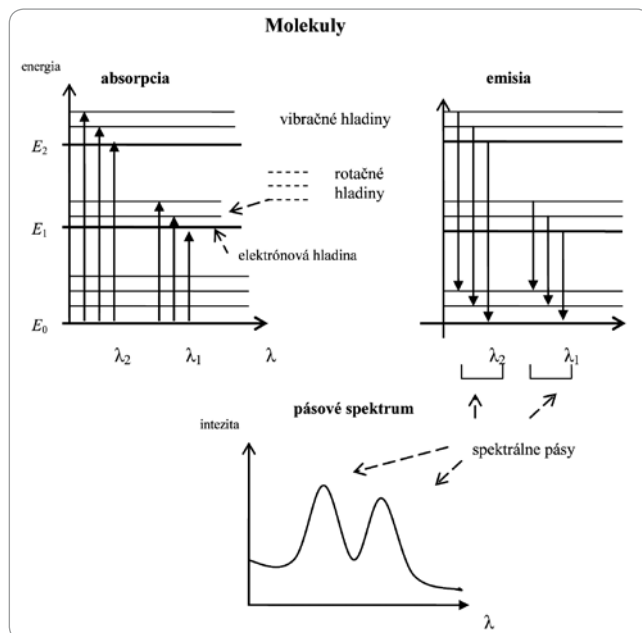 Molekuly
energia
absorpcia
emisia
vibračné hladiny
E2
rotačné
hladiny
E1
elektrónová hladina
E0
λ2
λ1
λ
λ2
λ1
pásové spektrum
intezita
spektrálne pásy
λ